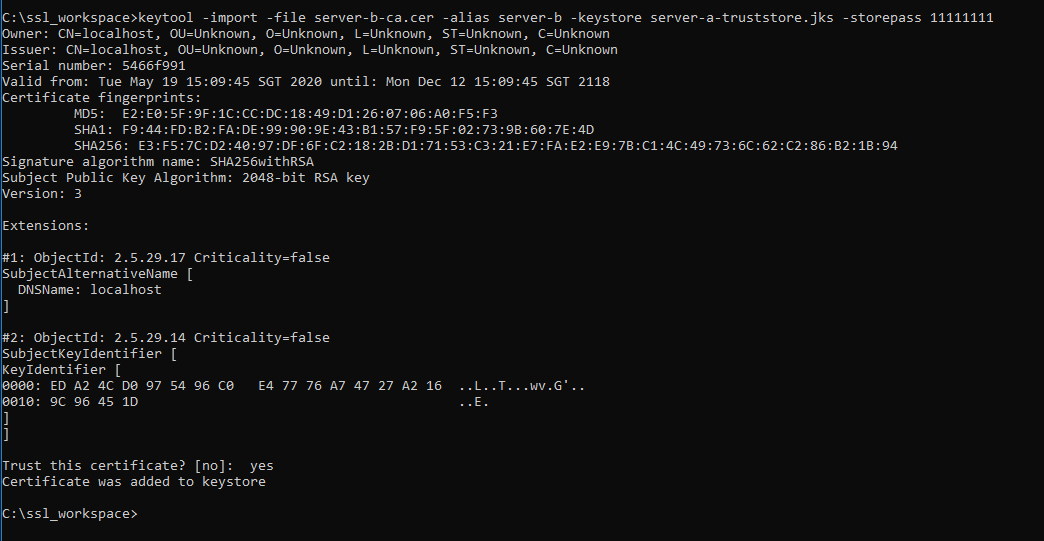 C:\ssl_workspace>keytool -import -file server-b-ca.cer -alias server-b -keystore server-a-truststore.jks -storepass 11111111
Owner: CN=localhost, OU=Unknown, O=Unknown, L=Unknown, ST=Unknown, C=Unknown
Issuer: CN=localhost, OU=Unknown, O=Unknown, L=Unknown, ST=Unknown, C=Unknown
Serial number: 5466f991
Valid from: Tue May 19 15:09:45 SGT 2020 until: Mon Dec 12 15:09:45 SGT 2118
Certificate fingerprints:
         MD5:  E2:E0:5F:9F:1C:CC:DC:18:49:D1:26:07:06:A0:F5:F3
         SHA1: F9:44:FD:B2:FA:DE:99:90:9E:43:B1:57:F9:5F:02:73:9B:60:7E:4D
         SHA256: E3:F5:7C:D2:40:97:DF:6F:C2:18:2B:D1:71:53:C3:21:E7:FA:E2:E9:7B:C1:4C:49:73:6C:62:C2:86:B2:1B:94
Signature algorithm name: SHA256withRSA
Subject Public Key Algorithm: 2048-bit RSA key
Version: 3
Extensions:
#1: ObjectId: 2.5.29.17 Criticality=false
SubjectAlternativeName [
  DNSName: localhost
]
#2: ObjectId: 2.5.29.14 Criticality=false
SubjectKeyIdentifier [
KeyIdentifier [
0000: ED A2 4C D0 97 54 96 C0   E4 77 76 A7 47 27 A2 16  ..L..T...wv.G'..
0010: 9C 96 45 1D                                        ..E.
]
]
Trust this certificate? [no]:  yes
Certificate was added to keystore
C:\ssl_workspace>